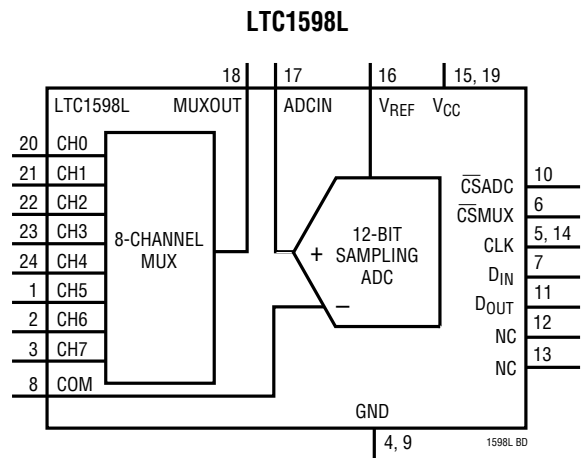 LTC1598L
18 17 16 15, 19
LTC1598L MUXOUT ADCIN VREF VCC
20 CH0
21 CH1
22 CH2
23 CH3
24 CH4
1 CH5
2 CH6
3 CH7
8 COM
8-CHANNEL
MUX
+
−
12-BIT
SAMPLING
ADC
C̅S̅ADC 10
C̅S̅MUX 6
CLK 5, 14
DIN 7
DOUT 11
NC 12
NC 13
GND
4, 9
1598L BD